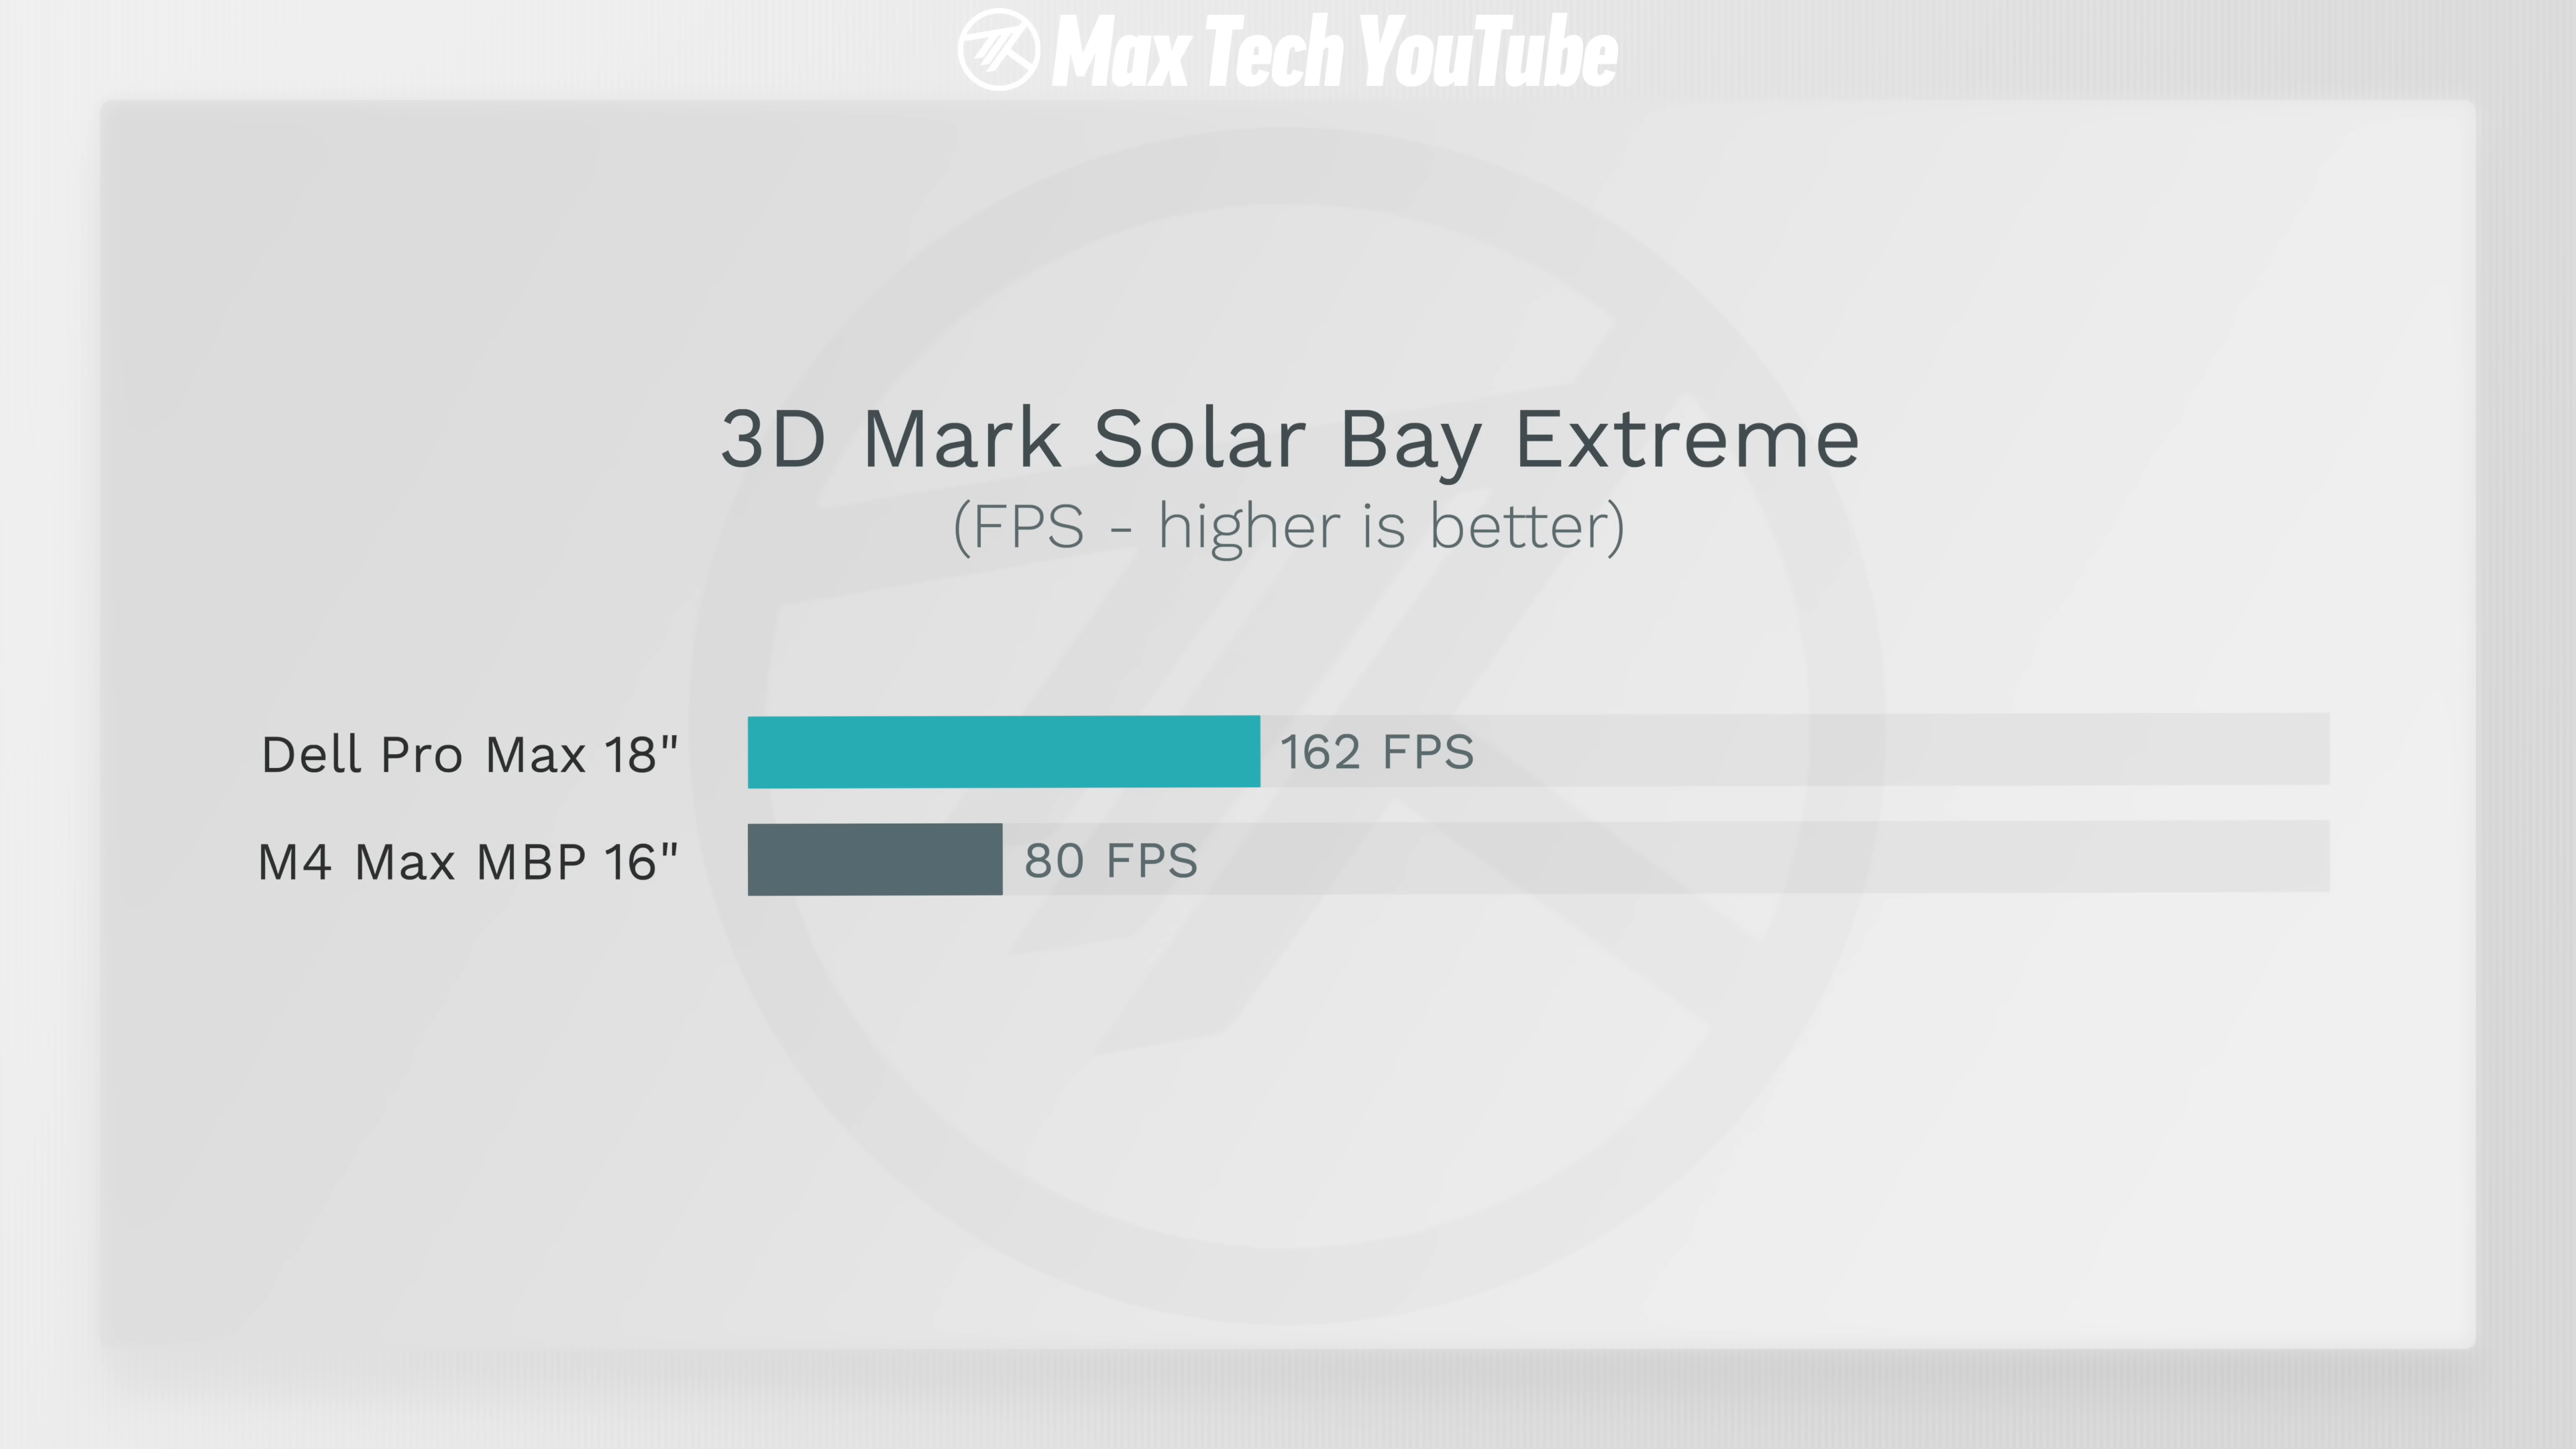 Max Tech YouTube
3D Mark Solar Bay Extreme
(FPS - higher is better)
Dell Pro Max 18" 162 FPS
M4 Max MBP 16" 80 FPS